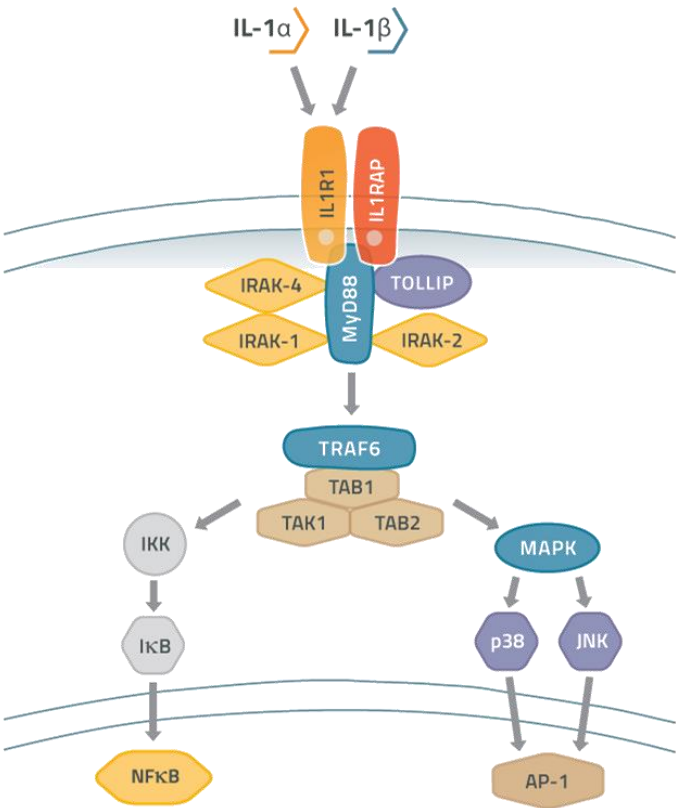 IL-1α IL-1β
IL1R1
IL1RAP
IRAK-4
MyD88
TOLLIP
IRAK-1
IRAK-2
TRAF6
TAB1
TAK1 TAB2
IKK
MAPK
IκB
p38 JNK
NFκB
AP-1